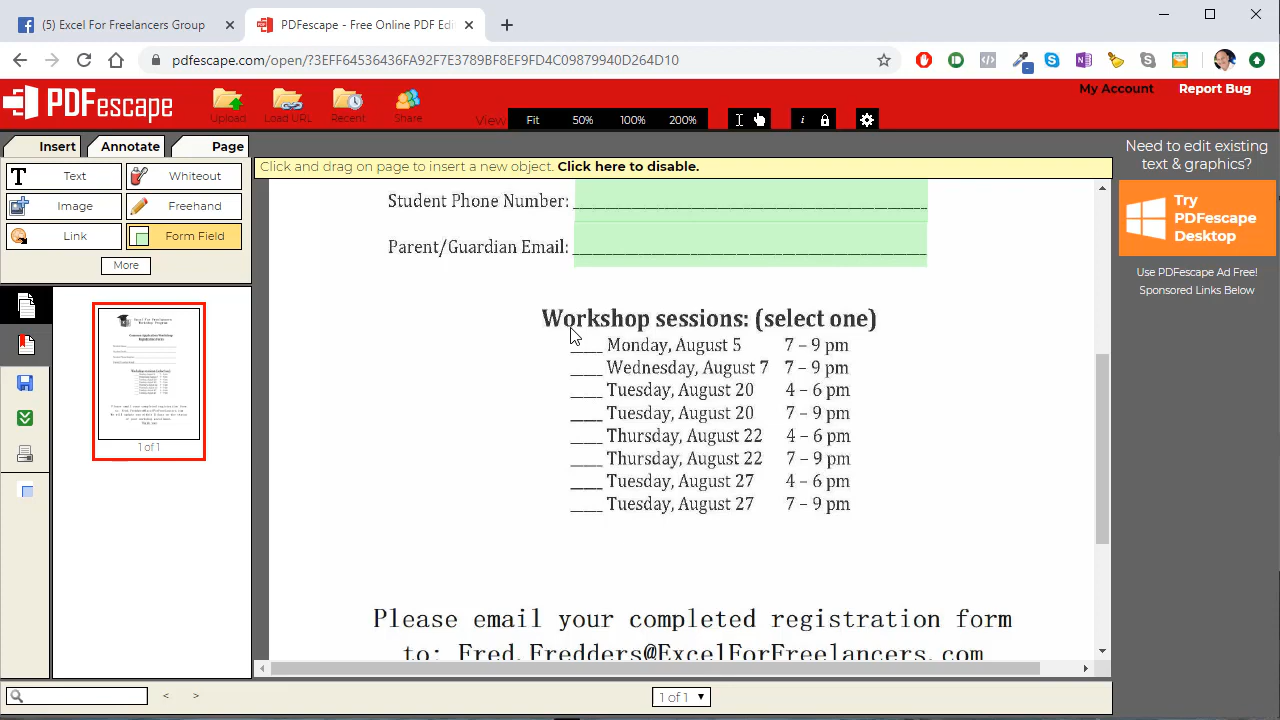 (5) Excel For Freelancers Group
PDFescape - Free Online PDF Edi
pdfescape.com/open/?3EFF64536436FA92F7E3789BF8EF9FD4C09879940D264D10
PDFescape
Upload
Load URL
Recent
Share
View
Fit
50%
100%
200%
My Account
Report Bug
Insert
Annotate
Page
Text
Whiteout
Image
Freehand
Link
Form Field
More
Click and drag on page to insert a new object. Click here to disable.
Need to edit existing
text & graphics?
Try
PDFescape
Desktop
Use PDFescape Ad Free!
Sponsored Links Below
Student Phone Number:
Parent/Guardian Email:
Workshop sessions: (select one)
____ Monday, August 5 7 – 9 pm
____ Wednesday, August 7 7 – 9 pm
____ Tuesday, August 20 4 – 6 pm
____ Tuesday, August 20 7 – 9 pm
____ Thursday, August 22 4 – 6 pm
____ Thursday, August 22 7 – 9 pm
____ Tuesday, August 27 4 – 6 pm
____ Tuesday, August 27 7 – 9 pm
Please email your completed registration form
to: Fred.Fredders@ExcelForFreelancers.com
1 of 1
1 of 1